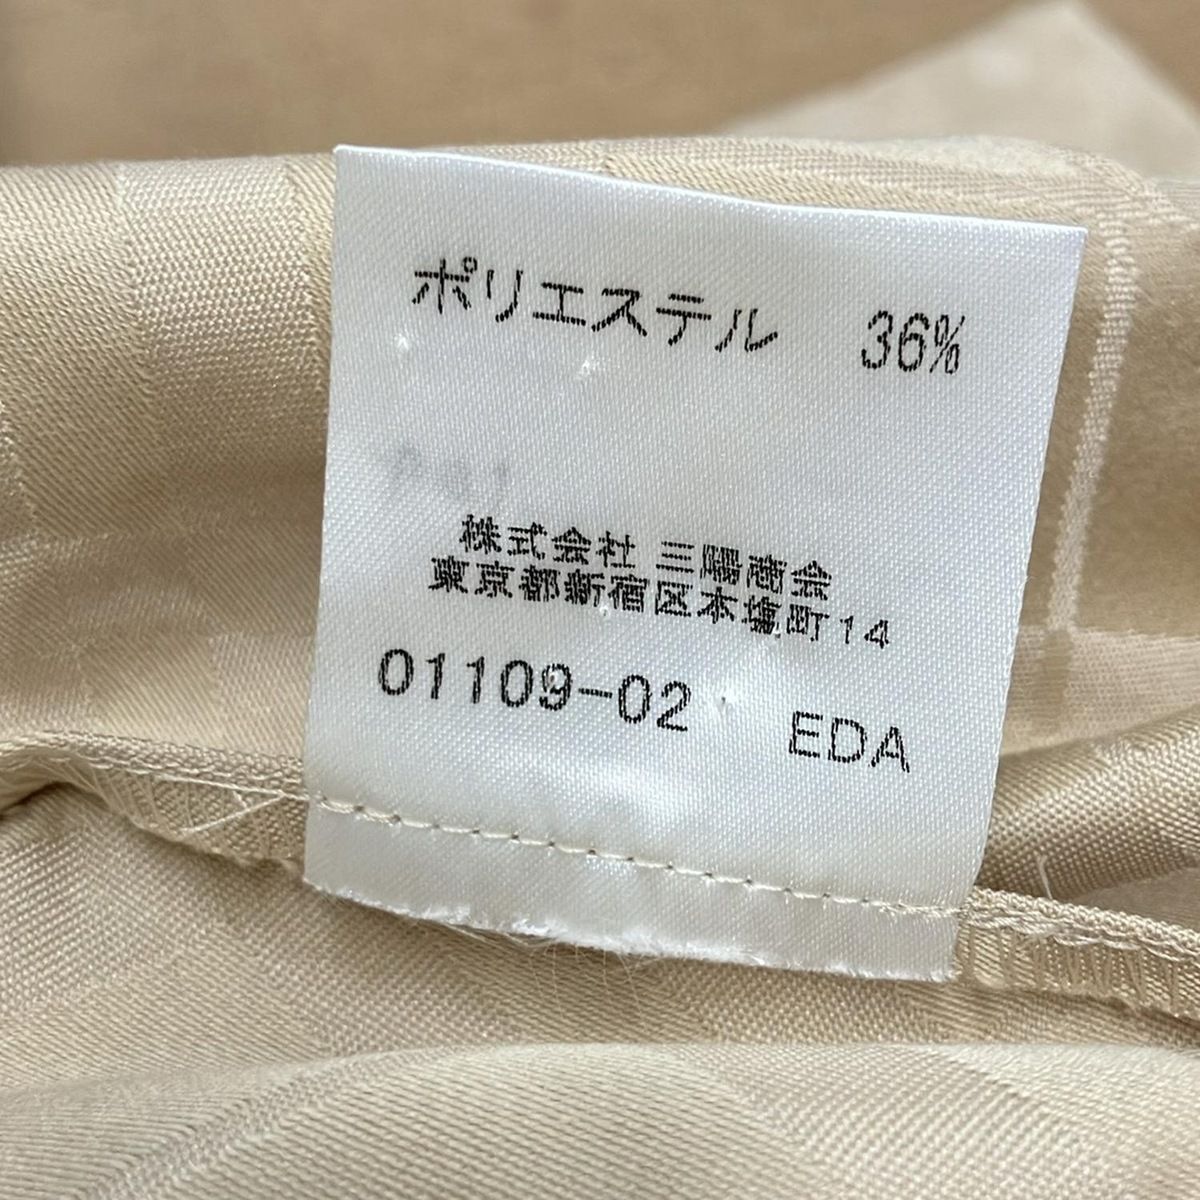 ポリエステル 36%
株式会社 三陽商会
東京都新宿区本塩町14
01109-02 EDA